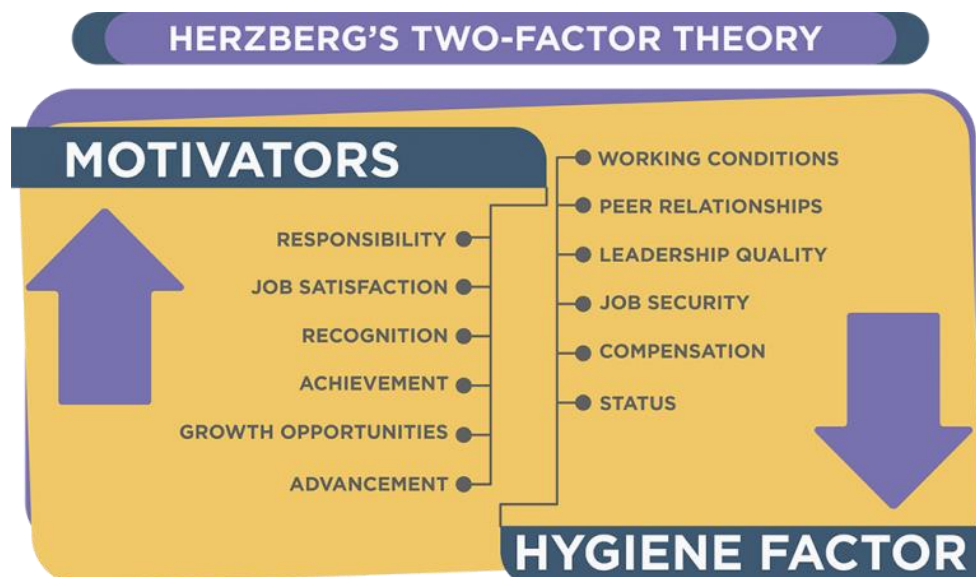 HERZBERG'S TWO-FACTOR THEORY
MOTIVATORS
RESPONSIBILITY
JOB SATISFACTION
RECOGNITION
ACHIEVEMENT
GROWTH OPPORTUNITIES
ADVANCEMENT
WORKING CONDITIONS
PEER RELATIONSHIPS
LEADERSHIP QUALITY
JOB SECURITY
COMPENSATION
STATUS
HYGIENE FACTOR